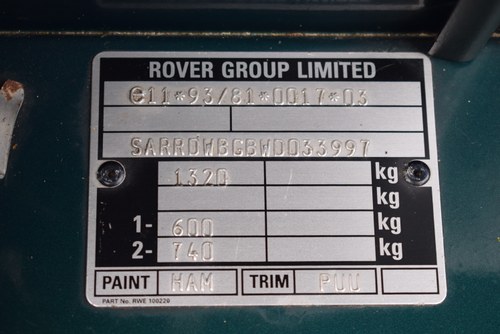 ROVER GROUP LIMITED
e11*93/81*0017*03
SARRDWBGBWD033997
1320 kg
kg
1- 600 kg
2- 740 kg
PAINT HAM TRIM PUU
PART No. RWE 100220